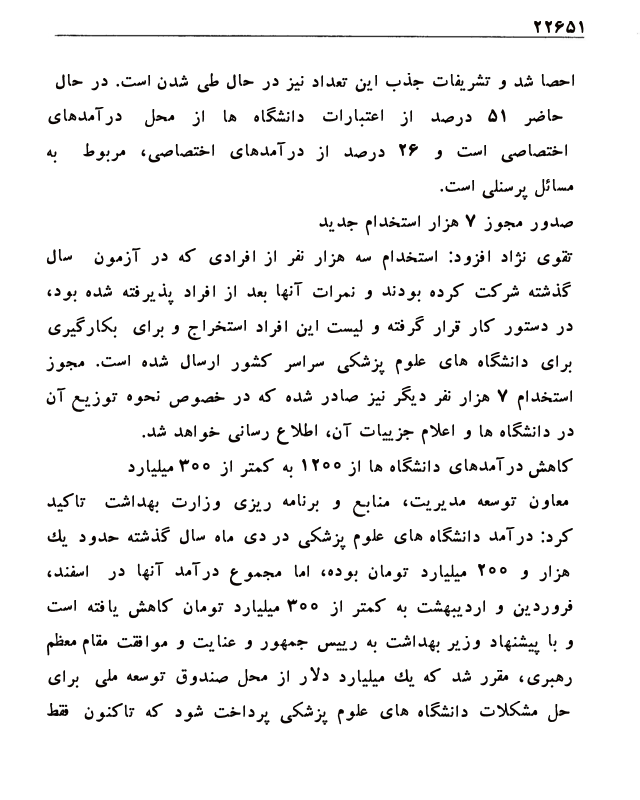 ۲۲۶۵۱
احصا شد و تشریفات جذب این تعداد نیز در حال طی شدن است. در حال
حاضر ۵۱ درصد از اعتبارات دانشگاه ها از محل درآمدهای
اختصاصی است و ۲۶ درصد از درآمدهای اختصاصی، مربوط به
مسائل پرسنلی است.
صدور مجوز ۷ هزار استخدام جدید
تقوی نژاد افزود: استخدام سه هزار نفر از افرادی که در آزمون سال
گذشته شرکت کرده بودند و نمرات آنها بعد از افراد پذیرفته شده بود،
در دستور کار قرار گرفته و لیست این افراد استخراج و برای بکارگیری
برای دانشگاه های علوم پزشکی سراسر کشور ارسال شده است. مجوز
استخدام ۷ هزار نفر دیگر نیز صادر شده که در خصوص نحوه توزیع آن
در دانشگاه ها و اعلام جزییات آن، اطلاع رسانی خواهد شد.
کاهش درآمدهای دانشگاه ها از ۱۲۰۰ به کمتر از ۳۰۰ میلیارد
معاون توسعه مدیریت، منابع و برنامه ریزی وزارت بهداشت تاکید
کرد: درآمد دانشگاه های علوم پزشکی در دی ماه سال گذشته حدود یك
هزار و ۲۰۰ میلیارد تومان بوده، اما مجموع درآمد آنها در اسفند،
فروردین و اردیبهشت به کمتر از ۳۰۰ میلیارد تومان کاهش یافته است
و با پیشنهاد وزیر بهداشت به رییس جمهور و عنایت و موافقت مقام معظم
رهبری، مقرر شد که یك میلیارد دلار از محل صندوق توسعه ملی برای
حل مشکلات دانشگاه های علوم پزشکی پرداخت شود که تاکنون فقط